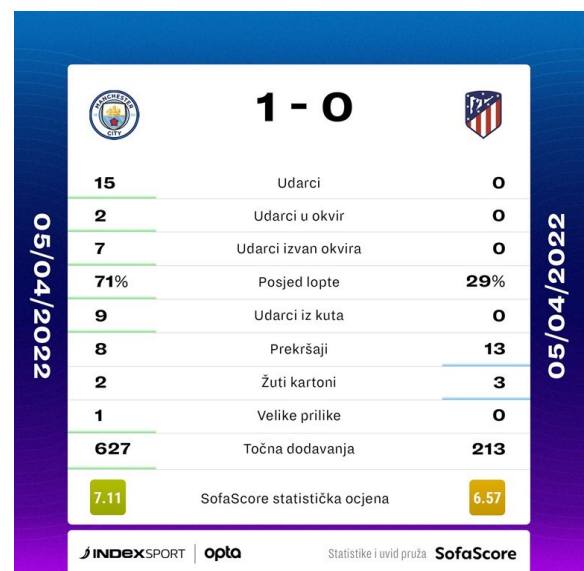 1 - 0
MANCHESTER
CITY
15 Udarci 0
2 Udarci u okvir 0
7 Udarci izvan okvira 0
71% Posjed lopte 29%
9 Udarci iz kuta 0
8 Prekršaji 13
2 Žuti kartoni 3
1 Velike prilike 0
627 Točna dodavanja 213
7.11 SofaScore statistička ocjena 6.57
05/04/2022
05/04/2022
INDEXSPORT | opta Statistike i uvid pruža SofaScore